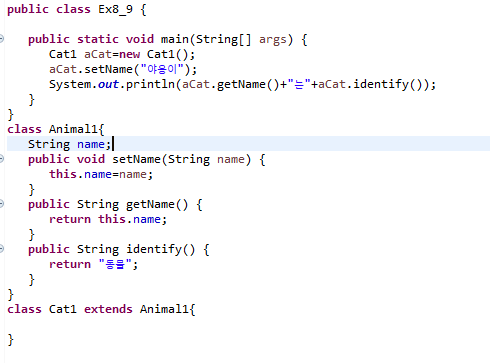 public class Ex8_9 {
public static void main(String[] args) {
Cat1 aCat=new Cat1();
aCat.setName("야옹이");
System.out.println(aCat.getName()+"는"+aCat.identify());
}
}
class Animal1{
String name;
public void setName(String name) {
this.name=name;
}
public String getName() {
return this.name;
}
public String identify() {
return "동물";
}
}
class Cat1 extends Animal1{
}